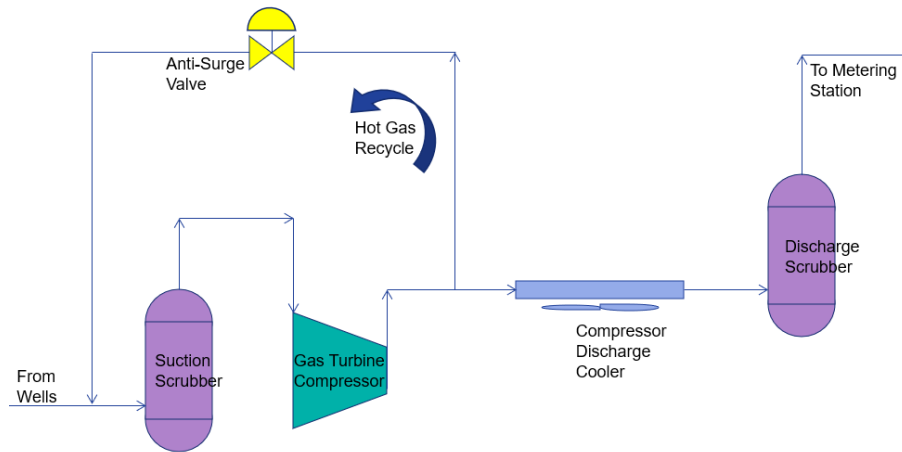 Anti-Surge
Valve
Hot Gas
Recycle
To Metering
Station
Discharge
Scrubber
Suction
Scrubber
Gas Turbine
Compressor
Compressor
Discharge
Cooler
From
Wells